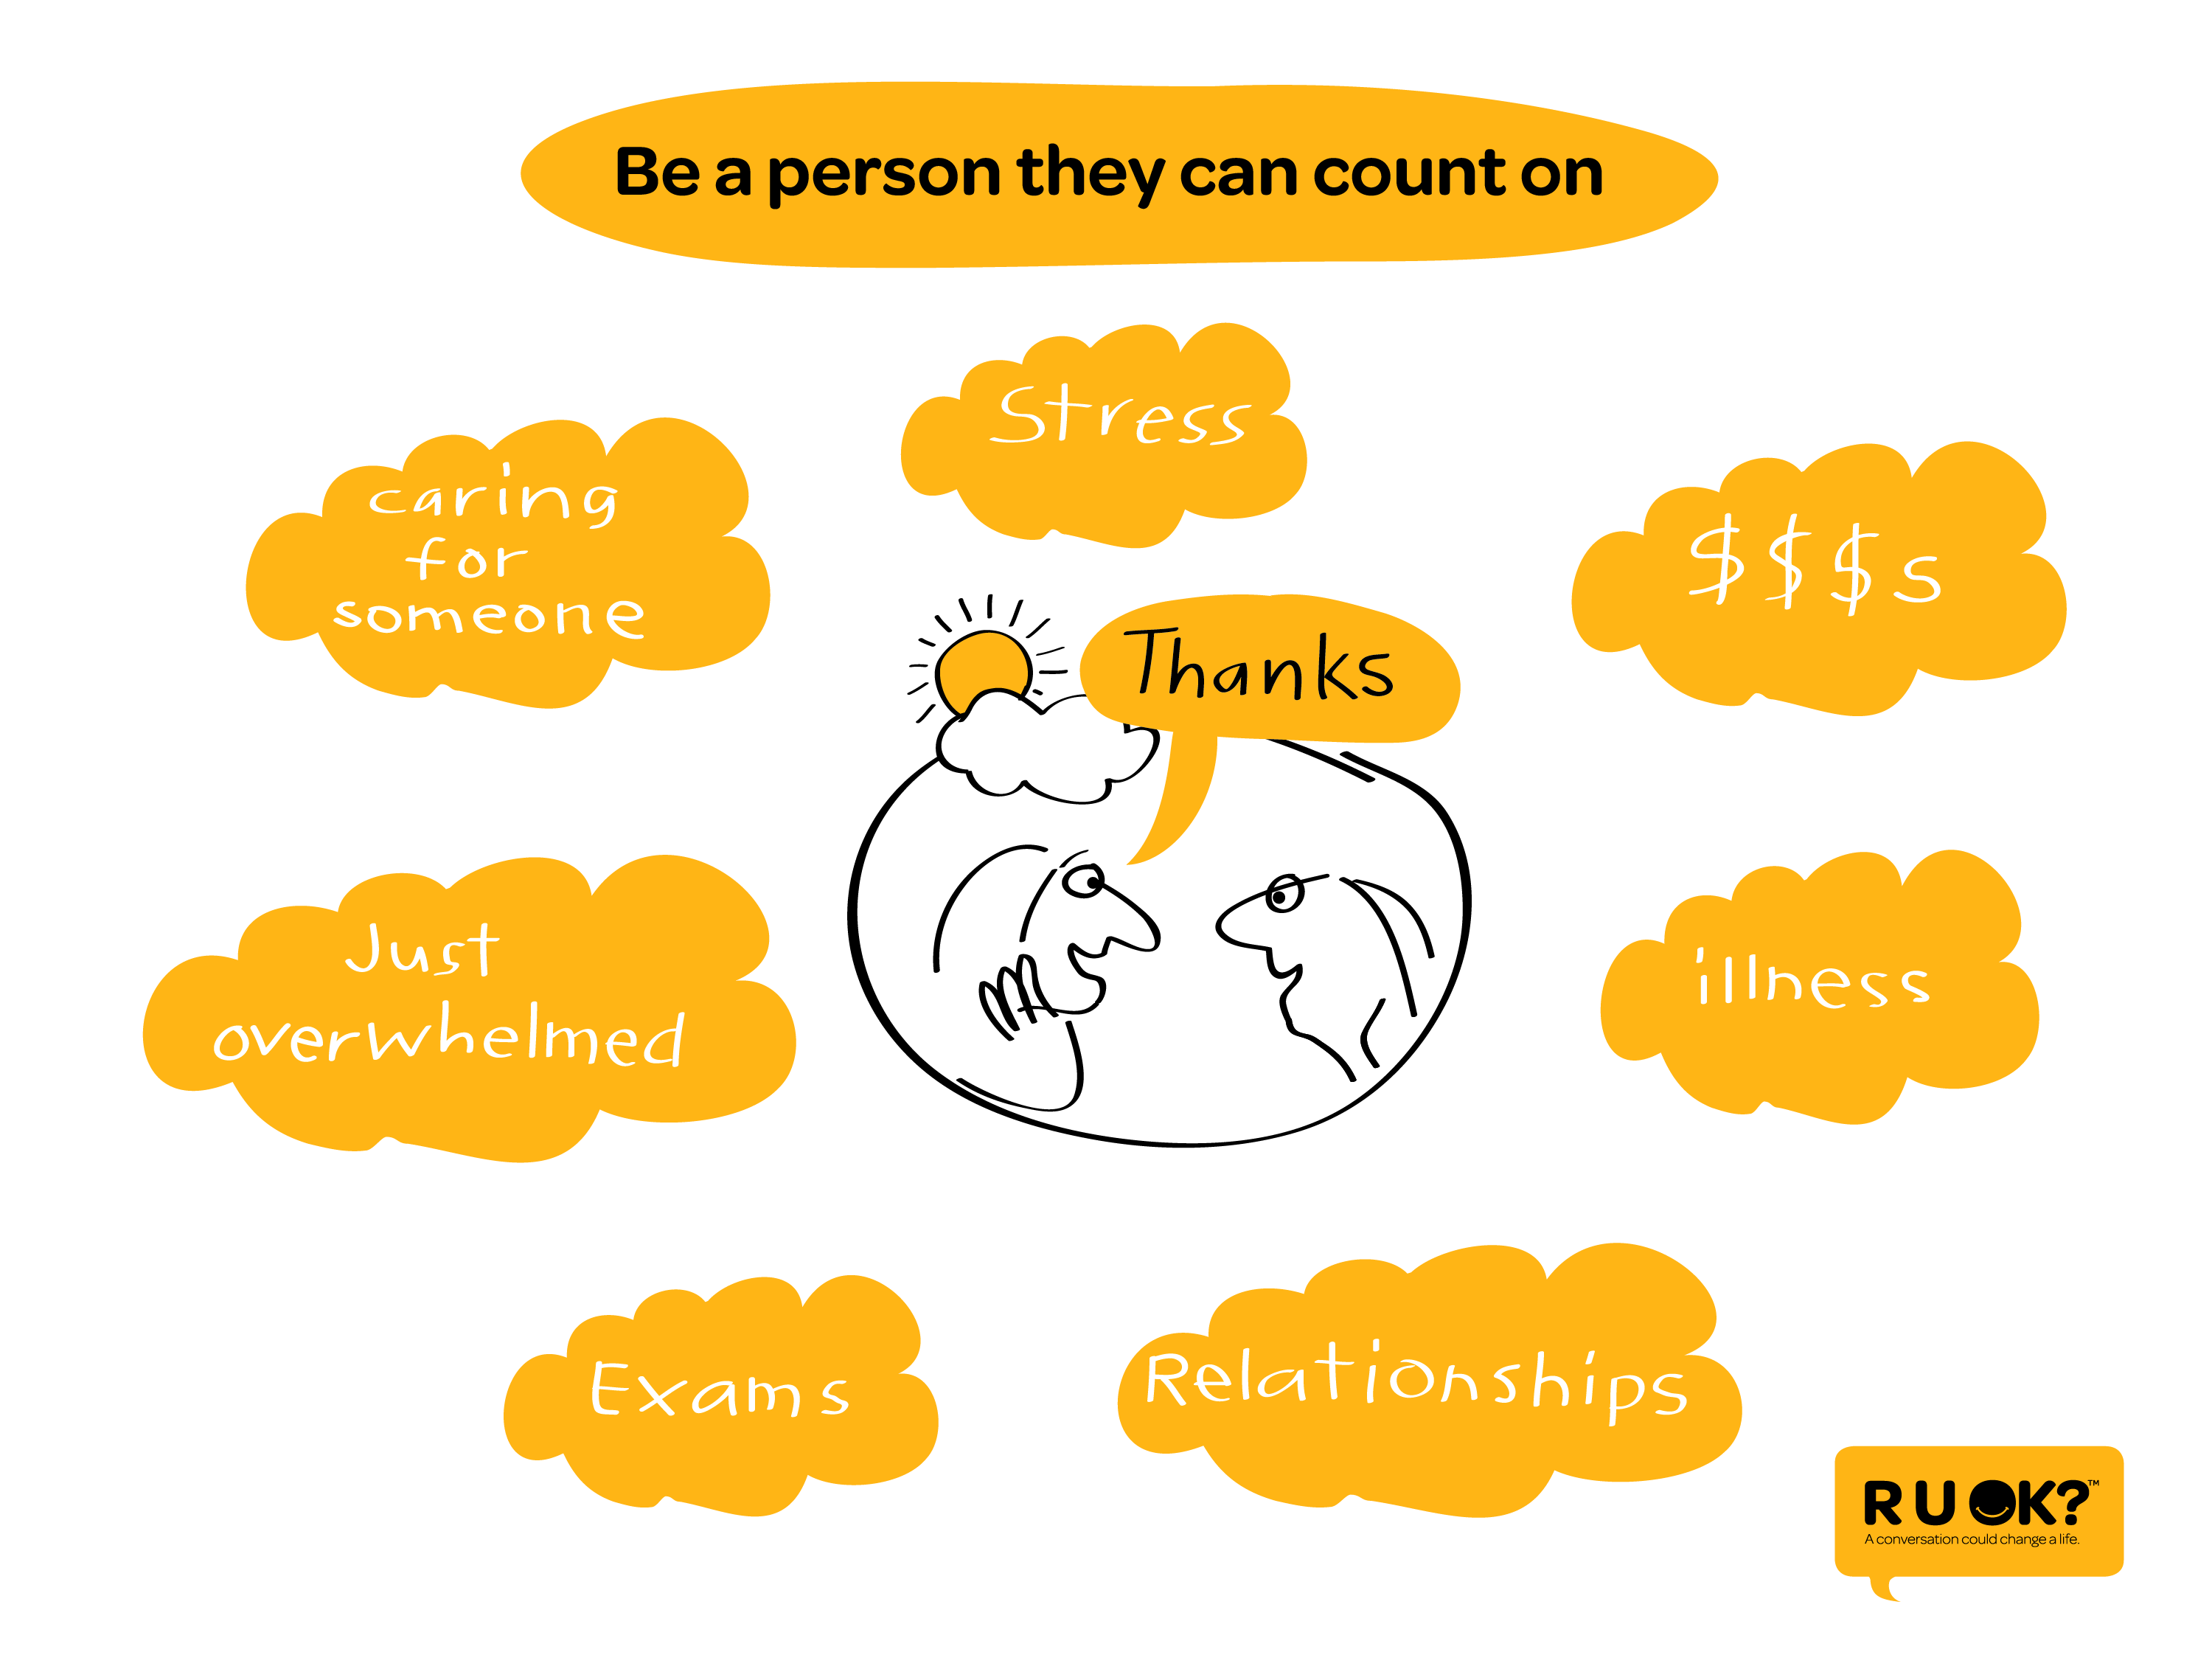 Be a person they can count on
Stress
caring
for
someone
$$$s
Thanks
Just
overwhelmed
illness
Exams
Relationships
R U OK?™
A conversation could change a life.